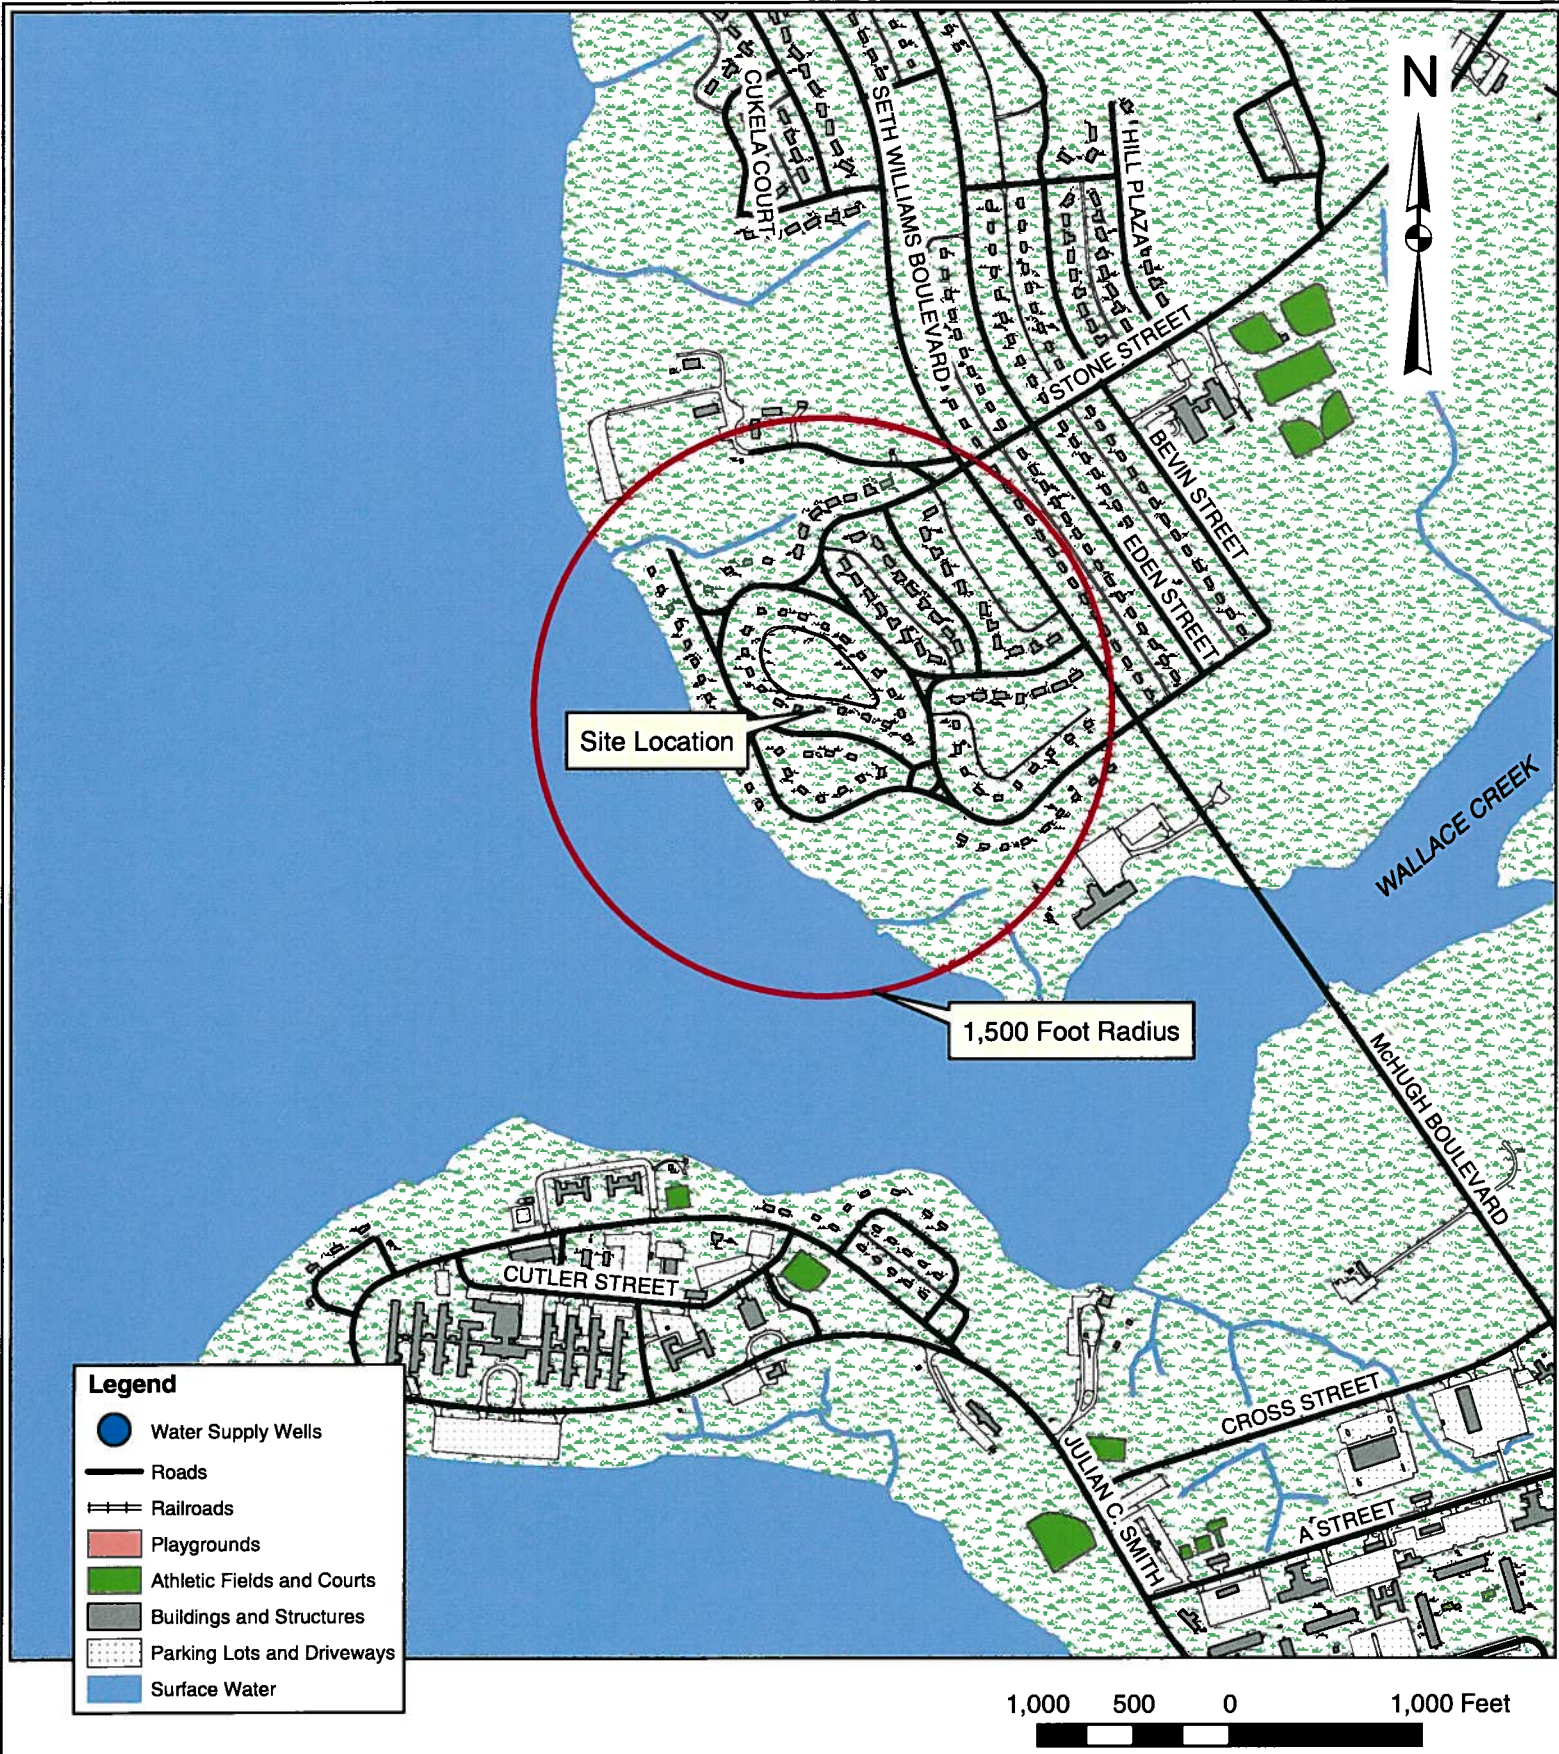 N
CUKELA COURT
SETH WILLIAMS BOULEVARD
HILL PLAZA
STONE STREET
BEVIN STREET
EDEN STREET
Site Location
WALLACE CREEK
1,500 Foot Radius
McHUGH BOULEVARD
CUTLER STREET
CROSS STREET
JULIAN C. SMITH
A STREET
Legend
Water Supply Wells
Roads
Railroads
Playgrounds
Athletic Fields and Courts
Buildings and Structures
Parking Lots and Driveways
Surface Water
1,000 500 0 1,000 Feet